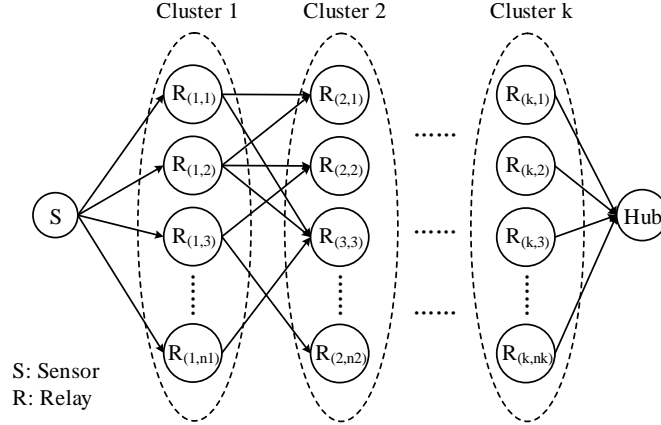 Cluster 1 Cluster 2 Cluster k
R(1,1) R(2,1) R(k,1)
……
R(1,2) R(2,2) R(k,2)
S R(1,3) R(3,3) …… R(k,3) Hub
…… …… ……
……
R(1,n1) R(2,n2) R(k,nk)
S: Sensor
R: Relay